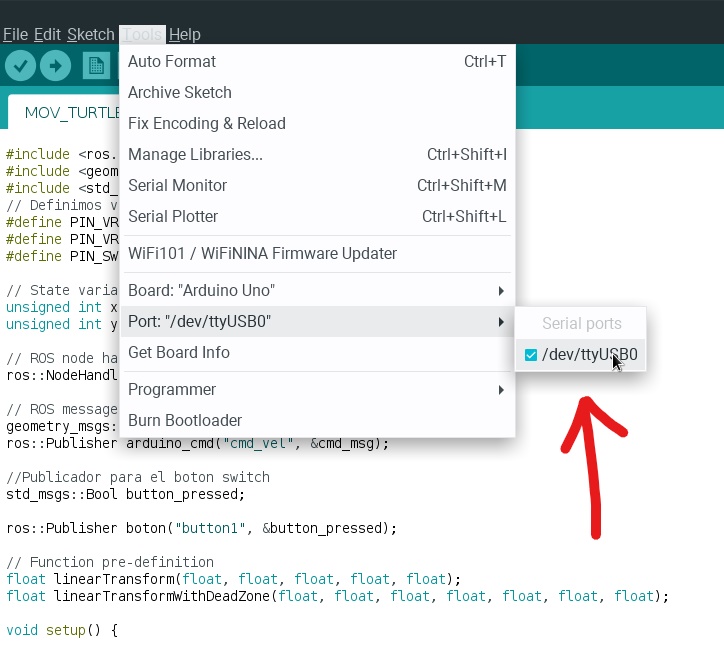 File Edit Sketch Tools Help
Auto Format Ctrl+T
Archive Sketch
Fix Encoding & Reload
Manage Libraries... Ctrl+Shift+I
Serial Monitor Ctrl+Shift+M
Serial Plotter Ctrl+Shift+L
WiFi101 / WiFiNINA Firmware Updater
Board: "Arduino Uno"
Port: "/dev/ttyUSB0"
Get Board Info
Programmer
Burn Bootloader
Serial ports
/dev/ttyUSB0
MOV_TURTLE
#include <ros.
#include <geom
#include <std_
// Definimos v
#define PIN_VR
#define PIN_VR
#define PIN_SW
// State varia
unsigned int x
unsigned int y
// ROS node ha
ros::NodeHandl
// ROS message
geometry_msgs:
ros::Publisher arduino_cmd("cmd_vel", &cmd_msg);
//Publicador para el boton switch
std_msgs::Bool button_pressed;
ros::Publisher boton("button1", &button_pressed);
// Function pre-definition
float linearTransform(float, float, float, float, float);
float linearTransformWithDeadZone(float, float, float, float, float, float, float);
void setup() {